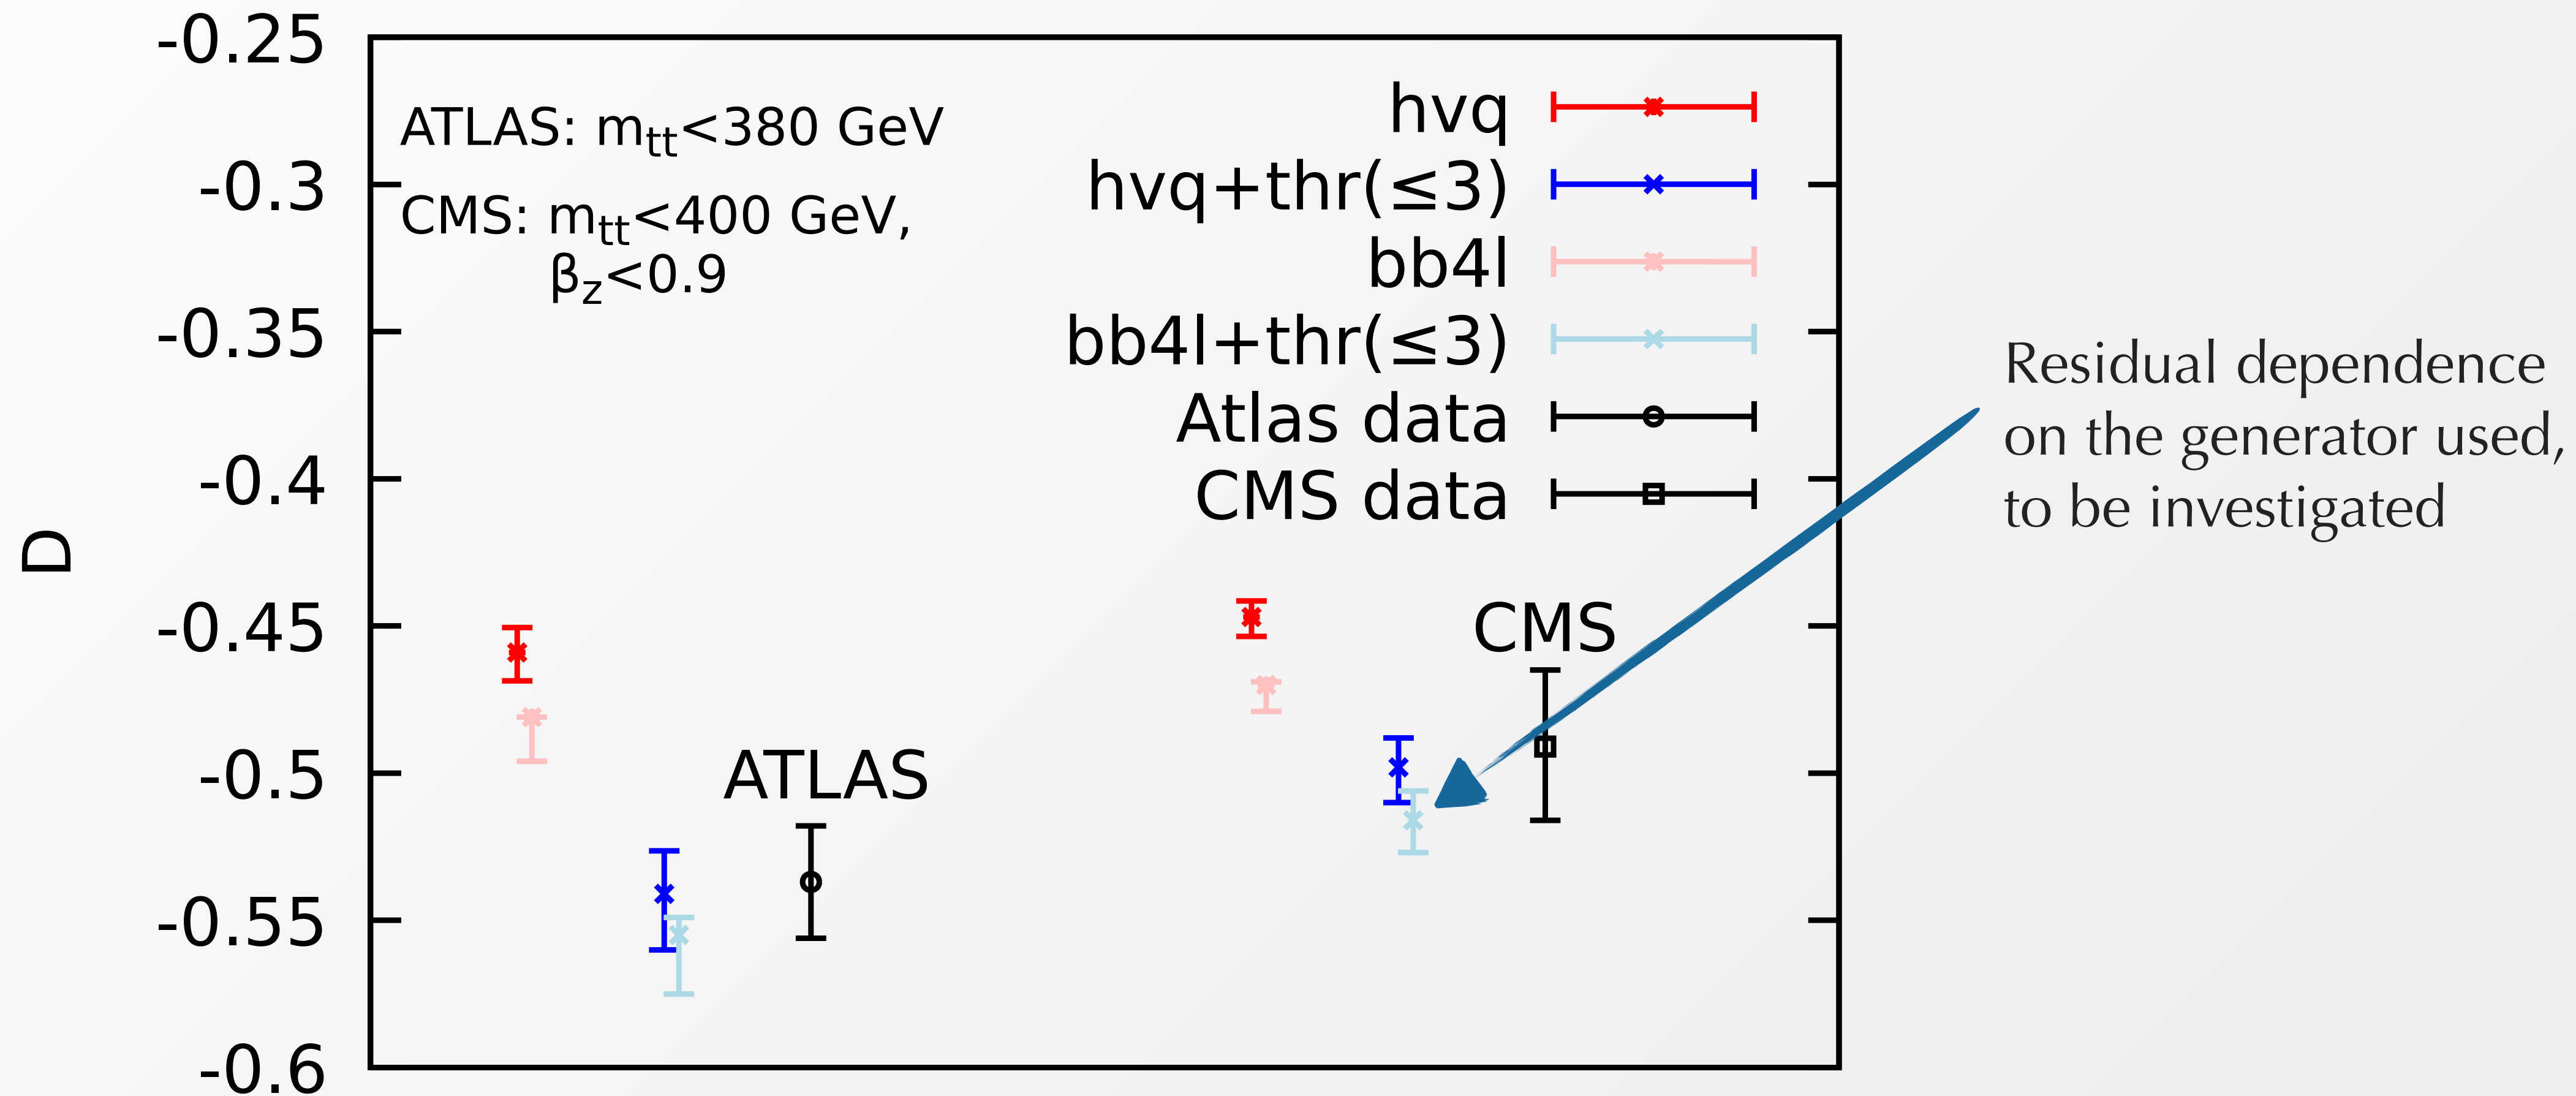 -0.25
-0.3
-0.35
-0.4
-0.45
-0.5
-0.55
-0.6
D
ATLAS: mtt<380 GeV
CMS: mtt<400 GeV,
βz<0.9
hvq
hvq+thr(≤3)
bb4l
bb4l+thr(≤3)
Atlas data
CMS data
ATLAS
CMS
Residual dependence
on the generator used,
to be investigated